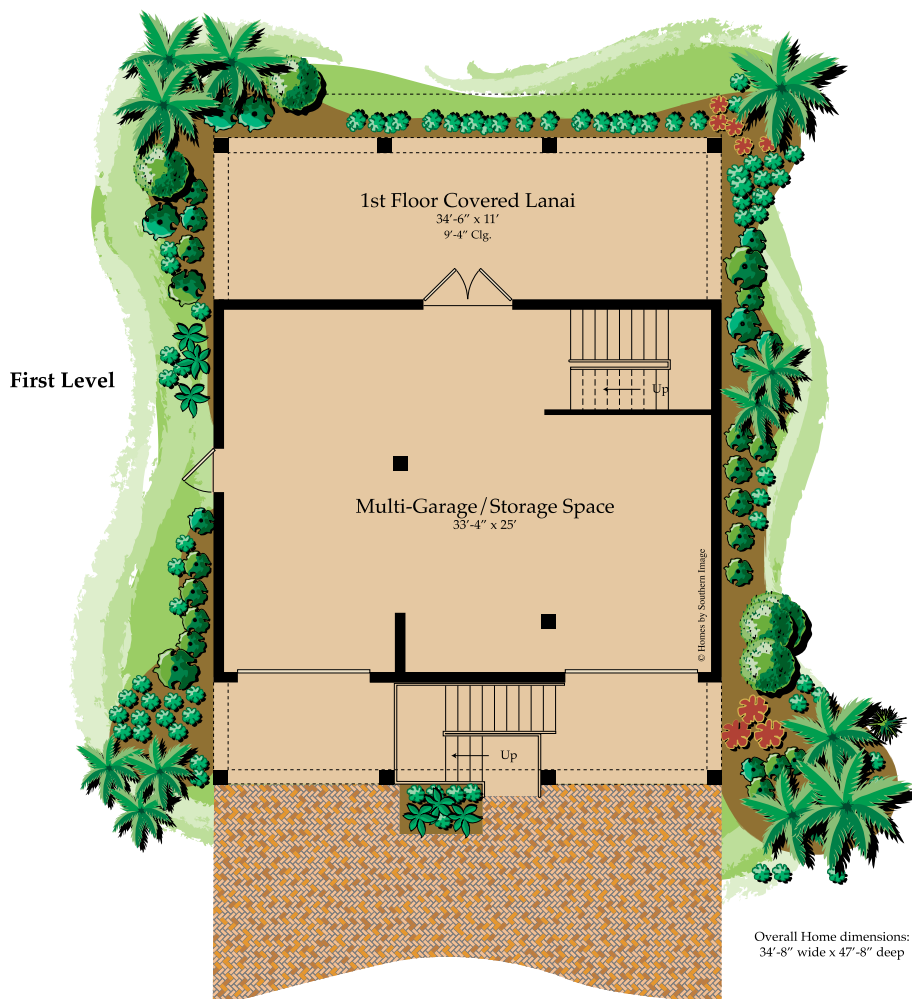 1st Floor Covered Lanai
34’-6” x 11’
9’-4” Clg.
First Level
Up
Multi-Garage/Storage Space
33’-4” x 25’
© Homes by Southern Image
Up
Overall Home dimensions:
34’-8” wide x 47’-8” deep